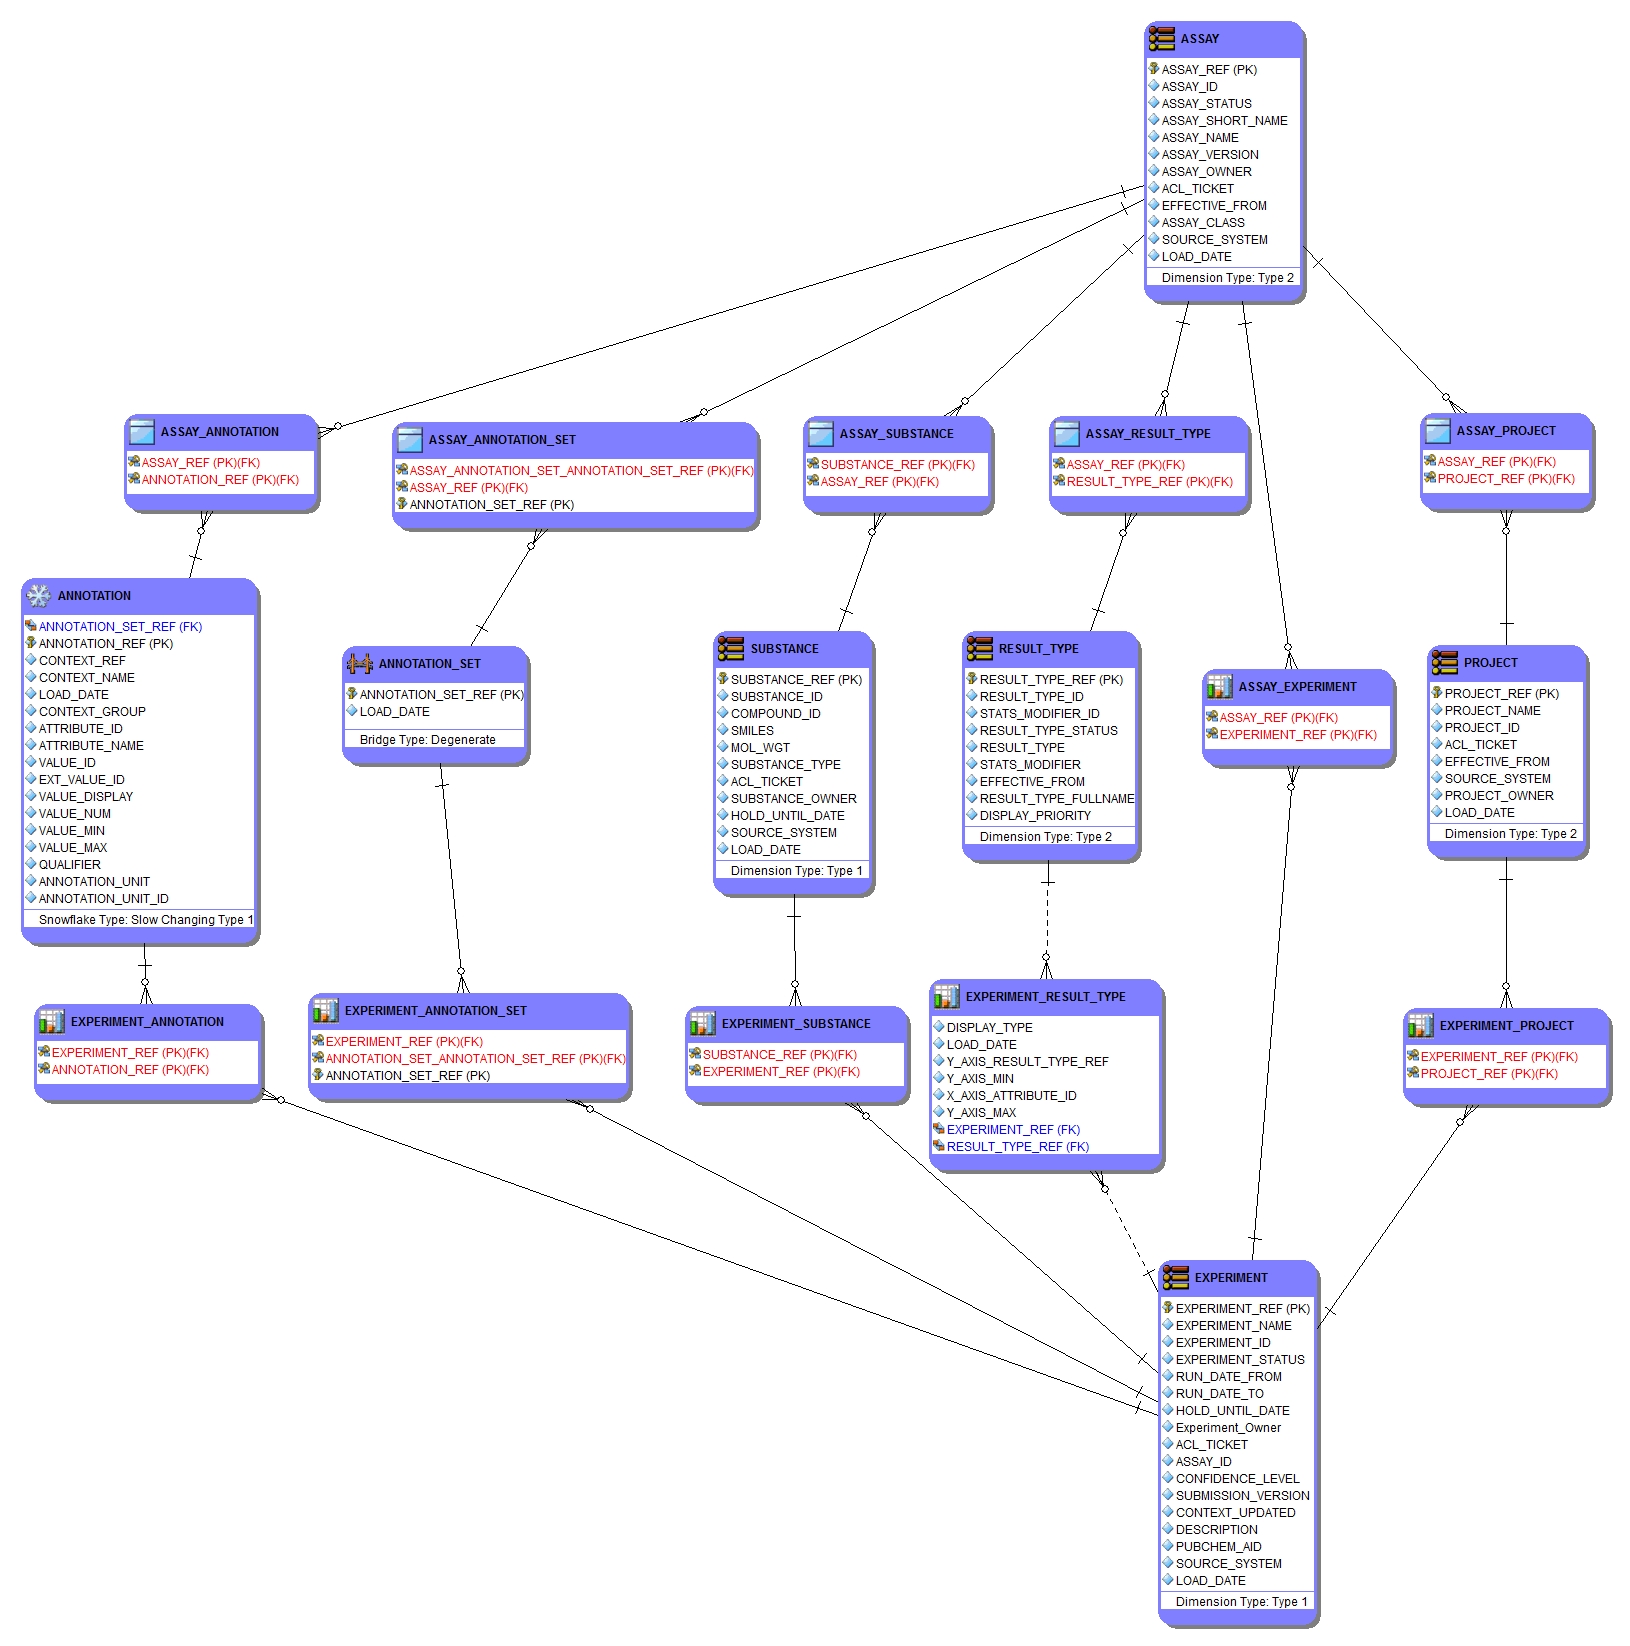 ASSAY
ASSAY_REF (PK)
ASSAY_ID
ASSAY_STATUS
ASSAY_SHORT_NAME
ASSAY_NAME
ASSAY_VERSION
ASSAY_OWNER
ACL_TICKET
EFFECTIVE_FROM
ASSAY_CLASS
SOURCE_SYSTEM
LOAD_DATE
Dimension Type: Type 2
ASSAY_ANNOTATION
ASSAY_REF (PK)(FK)
ANNOTATION_REF (PK)(FK)
ASSAY_ANNOTATION_SET
ASSAY_ANNOTATION_SET_ANNOTATION_SET_REF (PK)(FK)
ASSAY_REF (PK)(FK)
ANNOTATION_SET_REF (PK)
ASSAY_SUBSTANCE
SUBSTANCE_REF (PK)(FK)
ASSAY_REF (PK)(FK)
ASSAY_RESULT_TYPE
ASSAY_REF (PK)(FK)
RESULT_TYPE_REF (PK)(FK)
ASSAY_PROJECT
ASSAY_REF (PK)(FK)
PROJECT_REF (PK)(FK)
ANNOTATION
ANNOTATION_SET_REF (FK)
ANNOTATION_REF (PK)
CONTEXT_REF
CONTEXT_NAME
LOAD_DATE
CONTEXT_GROUP
ATTRIBUTE_ID
ATTRIBUTE_NAME
VALUE_ID
EXT_VALUE_ID
VALUE_DISPLAY
VALUE_NUM
VALUE_MIN
VALUE_MAX
QUALIFIER
ANNOTATION_UNIT
ANNOTATION_UNIT_ID
Snowflake Type: Slow Changing Type 1
ANNOTATION_SET
ANNOTATION_SET_REF (PK)
LOAD_DATE
Bridge Type: Degenerate
SUBSTANCE
SUBSTANCE_REF (PK)
SUBSTANCE_ID
COMPOUND_ID
SMILES
MOL_WGT
SUBSTANCE_TYPE
ACL_TICKET
SUBSTANCE_OWNER
HOLD_UNTIL_DATE
SOURCE_SYSTEM
LOAD_DATE
Dimension Type: Type 1
RESULT_TYPE
RESULT_TYPE_REF (PK)
RESULT_TYPE_ID
STATS_MODIFIER_ID
RESULT_TYPE_STATUS
RESULT_TYPE
STATS_MODIFIER
EFFECTIVE_FROM
RESULT_TYPE_FULLNAME
DISPLAY_PRIORITY
Dimension Type: Type 2
ASSAY_EXPERIMENT
ASSAY_REF (PK)(FK)
EXPERIMENT_REF (PK)(FK)
PROJECT
PROJECT_REF (PK)
PROJECT_NAME
PROJECT_ID
ACL_TICKET
EFFECTIVE_FROM
SOURCE_SYSTEM
PROJECT_OWNER
LOAD_DATE
Dimension Type: Type 2
EXPERIMENT_ANNOTATION
EXPERIMENT_REF (PK)(FK)
ANNOTATION_REF (PK)(FK)
EXPERIMENT_ANNOTATION_SET
EXPERIMENT_REF (PK)(FK)
ANNOTATION_SET_ANNOTATION_SET_REF (PK)(FK)
ANNOTATION_SET_REF (PK)
EXPERIMENT_SUBSTANCE
SUBSTANCE_REF (PK)(FK)
EXPERIMENT_REF (PK)(FK)
EXPERIMENT_RESULT_TYPE
DISPLAY_TYPE
LOAD_DATE
Y_AXIS_RESULT_TYPE_REF
Y_AXIS_MIN
X_AXIS_ATTRIBUTE_ID
Y_AXIS_MAX
EXPERIMENT_REF (FK)
RESULT_TYPE_REF (FK)
EXPERIMENT_PROJECT
EXPERIMENT_REF (PK)(FK)
PROJECT_REF (PK)(FK)
EXPERIMENT
EXPERIMENT_REF (PK)
EXPERIMENT_NAME
EXPERIMENT_ID
EXPERIMENT_STATUS
RUN_DATE_FROM
RUN_DATE_TO
HOLD_UNTIL_DATE
Experiment_Owner
ACL_TICKET
ASSAY_ID
CONFIDENCE_LEVEL
SUBMISSION_VERSION
CONTEXT_UPDATED
DESCRIPTION
PUBCHEM_AID
SOURCE_SYSTEM
LOAD_DATE
Dimension Type: Type 1